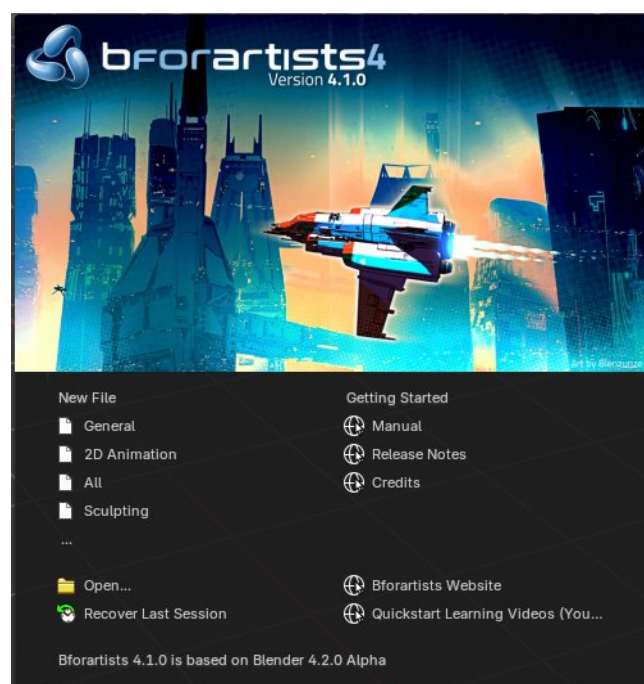 bforartists4
Version 4.1.0
Art by Blenzunze
New File
General
2D Animation
All
Sculpting
...
Getting Started
Manual
Release Notes
Credits
Open...
Recover Last Session
Bforartists Website
Quickstart Learning Videos (You...
Bforartists 4.1.0 is based on Blender 4.2.0 Alpha